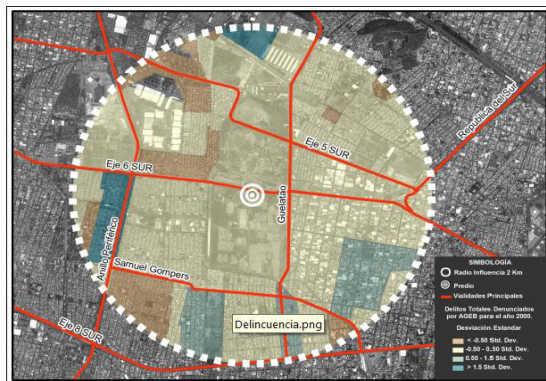 República del Sur
Eje 5 SUR
Eje 6 SUR
Guelatao
Anillo Periférico
Samuel Gompers
Eje 8 SUR
Delincuencia.png
SIMBOLOGÍA
Radio Influencia 2 Km
Predio
Vialidades Principales
Delitos Totales Denunciados
por AGEB para el año 2000.
Desviación Estandar
< -0.50 Std. Dev.
-0.50 - 0.50 Std. Dev.
0.50 - 1.5 Std. Dev.
> 1.5 Std. Dev.